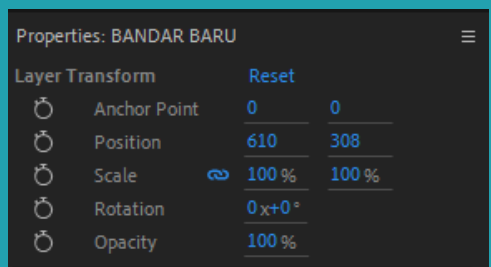 Properties: BANDAR BARU
Layer Transform Reset
Anchor Point 0 0
Position 610 308
Scale 100 % 100 %
Rotation 0x+0°
Opacity 100 %